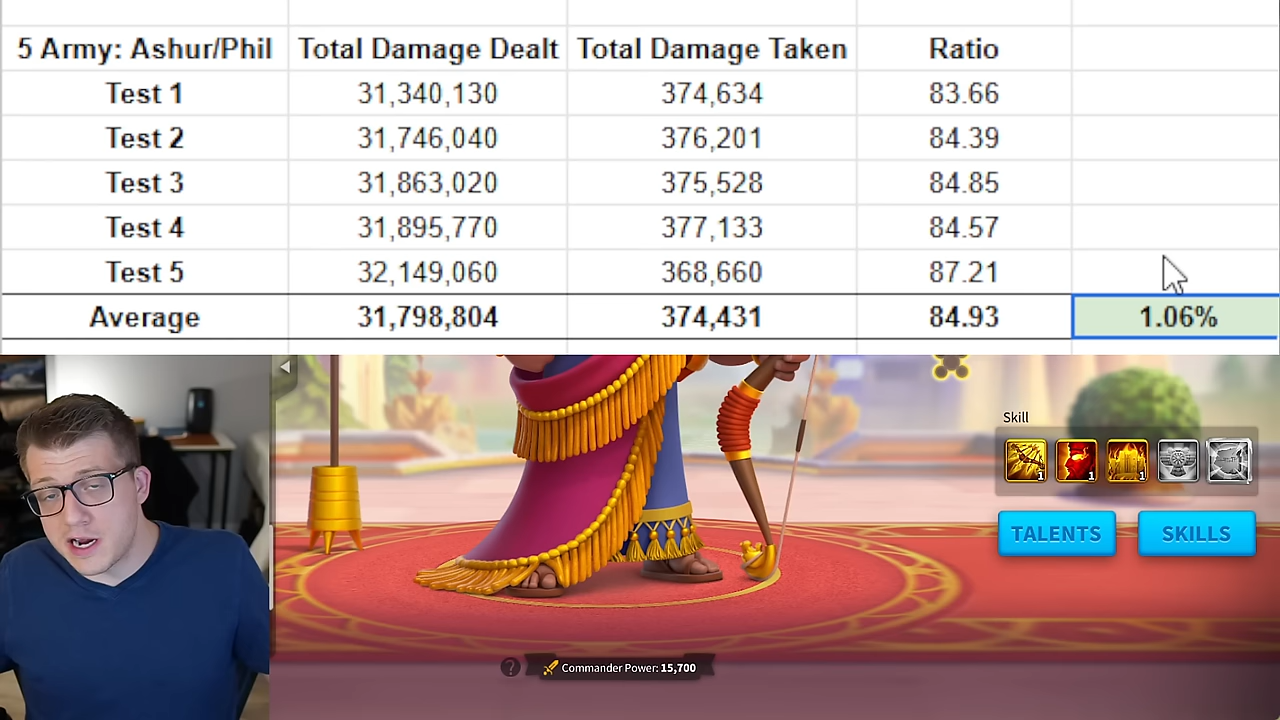 5 Army: Ashur/Phil Total Damage Dealt Total Damage Taken Ratio
Test 1 31,340,130 374,634 83.66
Test 2 31,746,040 376,201 84.39
Test 3 31,863,020 375,528 84.85
Test 4 31,895,770 377,133 84.57
Test 5 32,149,060 368,660 87.21
Average 31,798,804 374,431 84.93 1.06%
Skill
1 1 1
TALENTS SKILLS
? Commander Power: 15,700